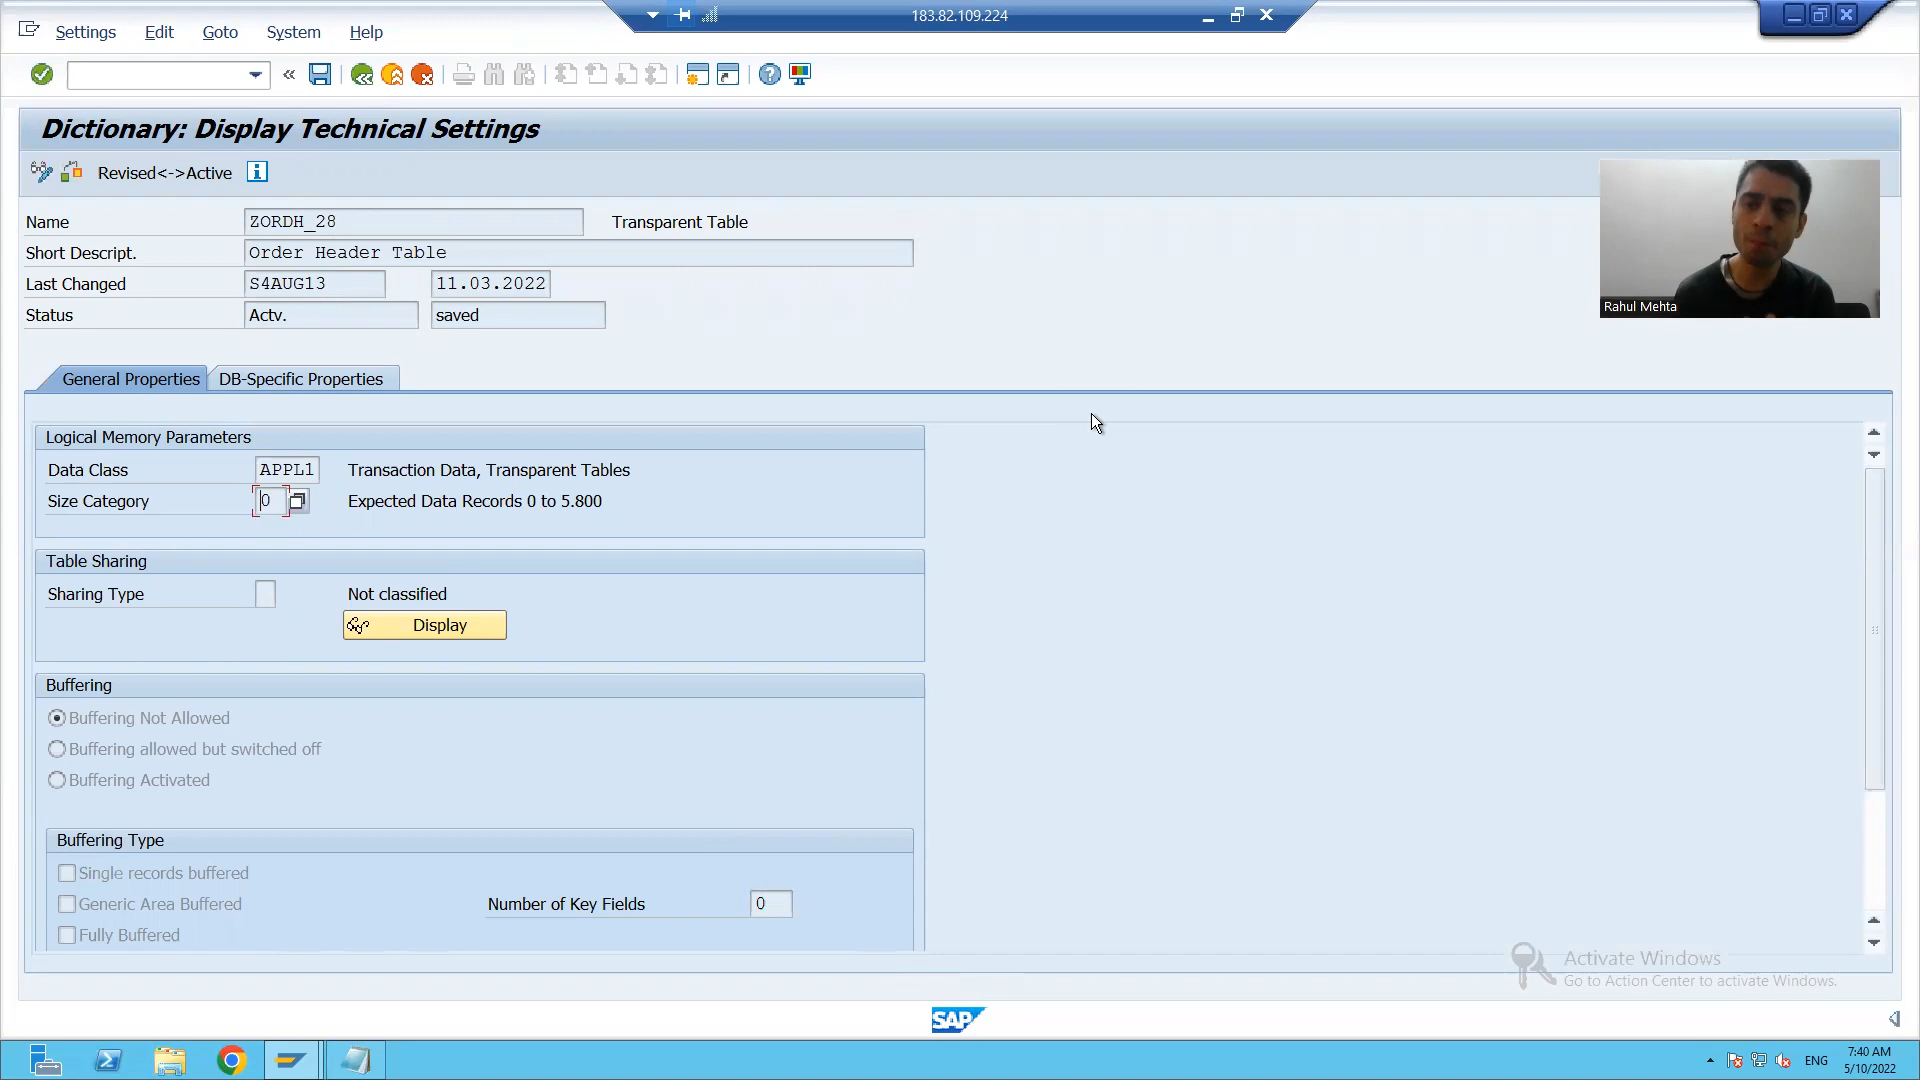 183.82.109.224
Settings Edit Goto System Help
Dictionary: Display Technical Settings
Revised<->Active
Name ZORDH_28 Transparent Table
Short Descript. Order Header Table
Last Changed S4AUG13 11.03.2022
Status Actv. saved
Rahul Mehta
General Properties DB-Specific Properties
Logical Memory Parameters
Data Class APPL1 Transaction Data, Transparent Tables
Size Category 0 Expected Data Records 0 to 5.800
Table Sharing
Sharing Type Not classified
Display
Buffering
Buffering Not Allowed
Buffering allowed but switched off
Buffering Activated
Buffering Type
Single records buffered
Generic Area Buffered Number of Key Fields 0
Fully Buffered
Activate Windows
Go to Action Center to activate Windows.
SAP
ENG
7:40 AM
5/10/2022